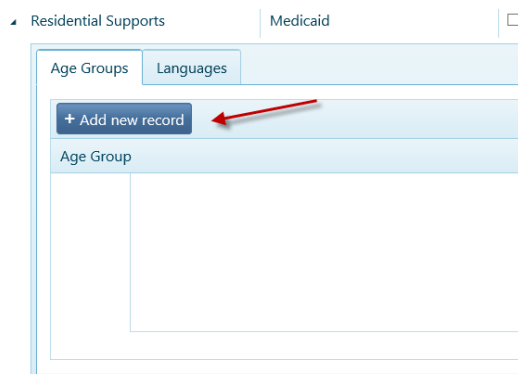 Residential Supports Medicaid
Age Groups Languages
+ Add new record
Age Group